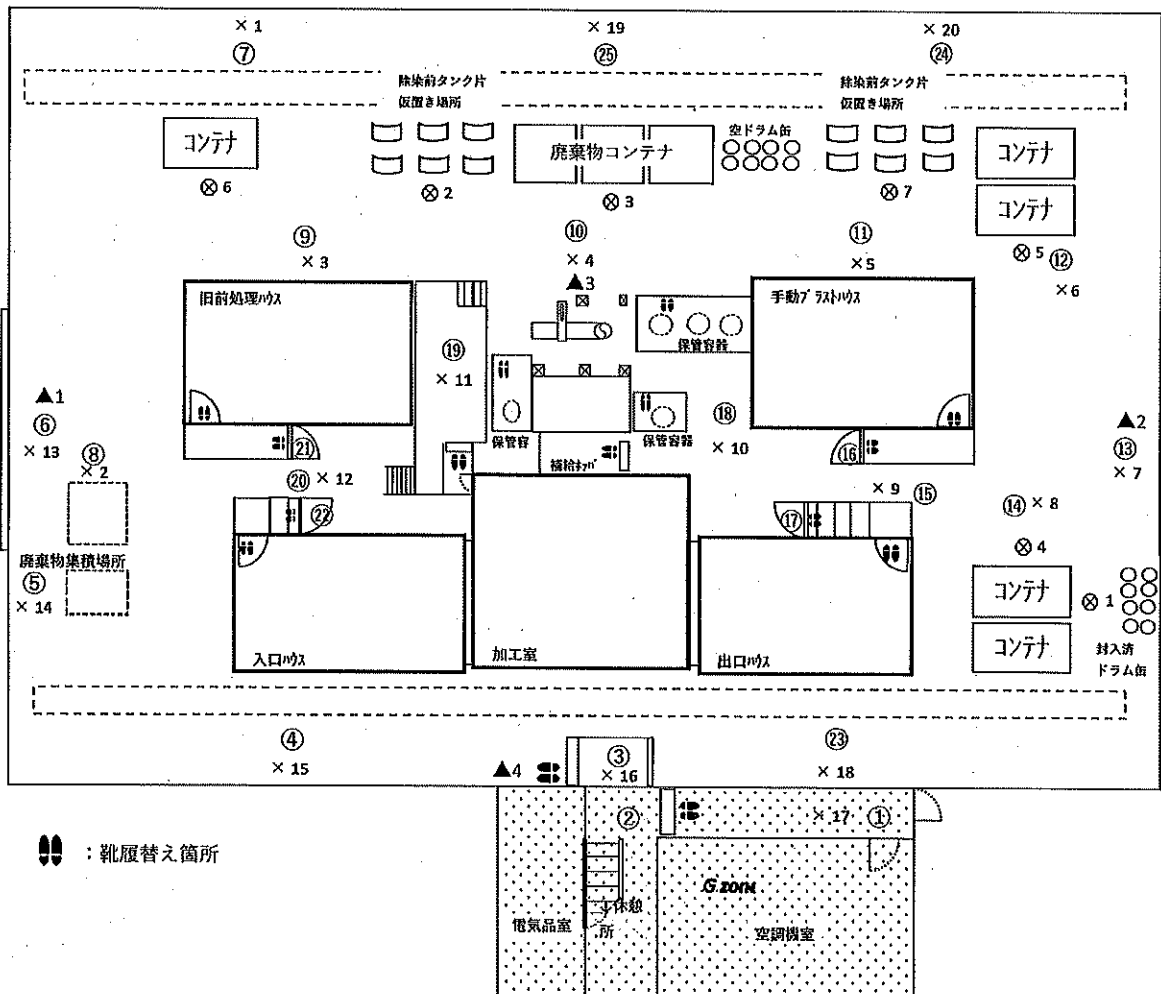 × 1
× 19
× 20
⑦
㉕
㉔
除染前タンク片
仮置き場所
除染前タンク片
仮置き場所
コンテナ
廃棄物コンテナ
空ドラム缶
コンテナ
コンテナ
⊗ 6
⊗ 2
⊗ 3
⊗ 7
⊗ 5
⑨
× 3
⑩
× 4
▲3
⑪
× 5
⑫
× 6
旧前処理ハウス
手動ブラストハウス
保管容器
⑲
× 11
▲1
⑥
× 13
⑧
× 2
保管容
保管容器
⑱
× 10
▲2
⑬
× 7
㉑
⑯
補給ﾁｬﾝﾊﾞ
⑳
× 12
× 9
⑮
⑭
× 8
㉒
⑰
⊗ 4
廃棄物集積場所
⑤
× 14
コンテナ
⊗ 1
コンテナ
封入済
ドラム缶
入口ハウス
加工室
出口ハウス
④
× 15
▲4
③
× 16
㉓
× 18
②
× 17
①
：靴履替え箇所
G zone
電気品室
休憩
所
空調機室